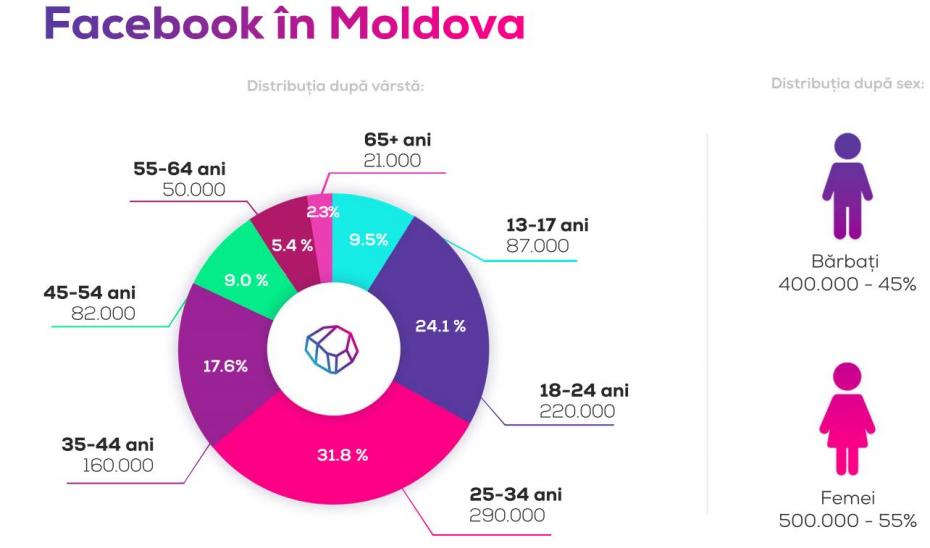 Facebook în Moldova
Distribuția după vârstă:
Distribuția după sex:
65+ ani
21.000
55-64 ani
50.000
2.3%
13-17 ani
87.000
9.5%
5.4 %
9.0 %
45-54 ani
82.000
24.1 %
17.6%
18-24 ani
220.000
35-44 ani
160.000
31.8 %
25-34 ani
290.000
Bărbați
400.000 - 45%
Femei
500.000 - 55%